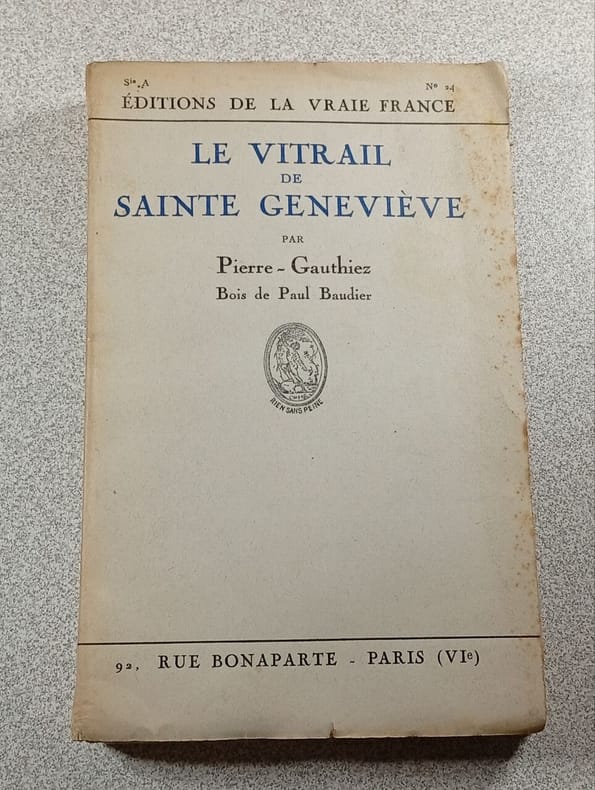 Sie A No 24
ÉDITIONS DE LA VRAIE FRANCE
LE VITRAIL
DE
SAINTE GENEVIÈVE
PAR
Pierre-Gauthiez
Bois de Paul Baudier
RIEN SANS PEINE
92, RUE BONAPARTE - PARIS (VIe)